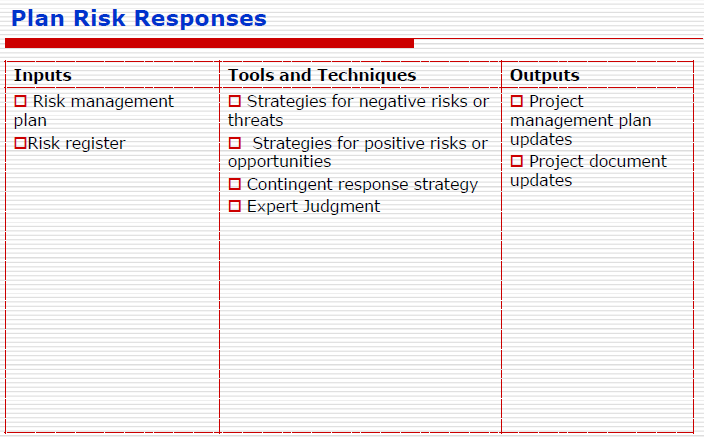 Plan Risk Responses
Inputs
Risk management
plan
Risk register
Tools and Techniques
Strategies for negative risks or
threats
Strategies for positive risks or
opportunities
Contingent response strategy
Expert Judgment
Outputs
Project
management plan
updates
Project document
updates